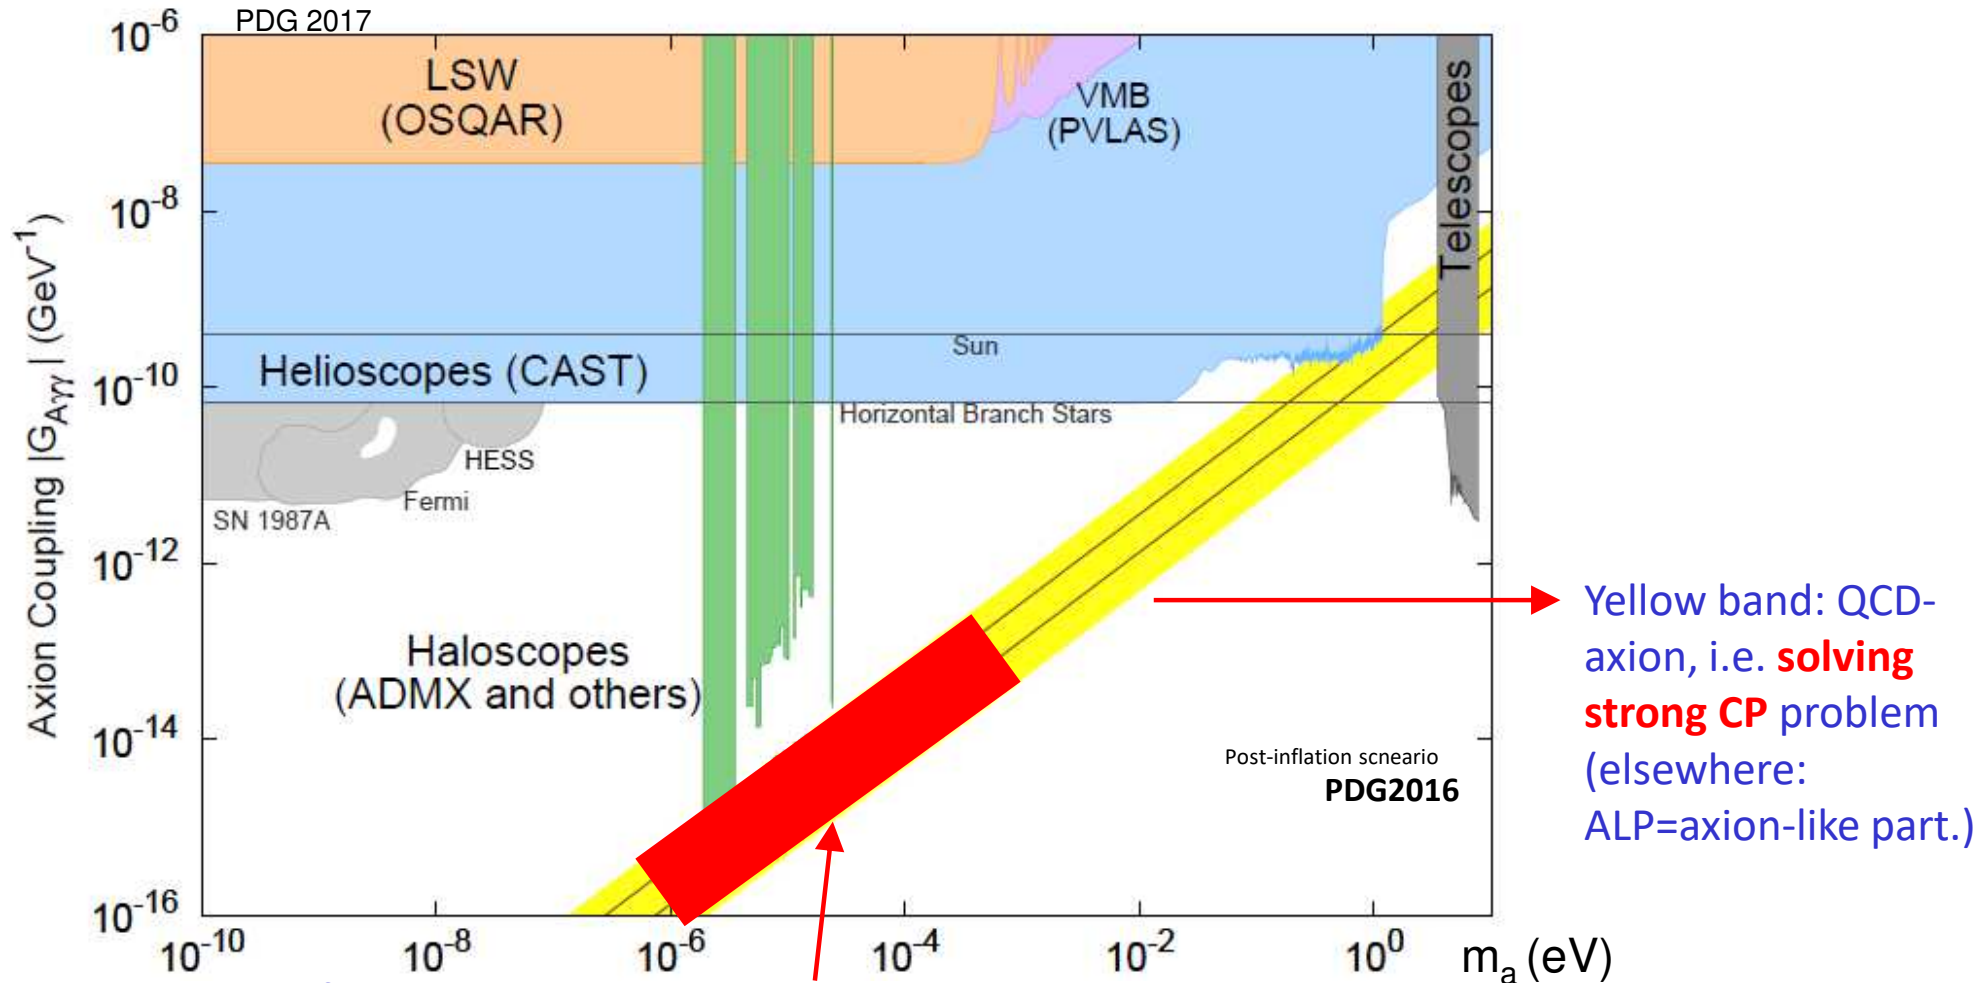 PDG 2017
10^-6
LSW
(OSQAR)
VMB
(PVLAS)
Telescopes
10^-8
Axion Coupling |G_Aγγ| (GeV^-1)
Sun
Helioscopes (CAST)
10^-10
Horizontal Branch Stars
HESS
Fermi
SN 1987A
10^-12
Haloscopes
(ADMX and others)
10^-14
Post-inflation scneario
PDG2016
10^-16
10^-10
10^-8
10^-6
10^-4
10^-2
10^0
m_a (eV)
Yellow band: QCD-
axion, i.e. solving
strong CP problem
(elsewhere:
ALP=axion-like part.)